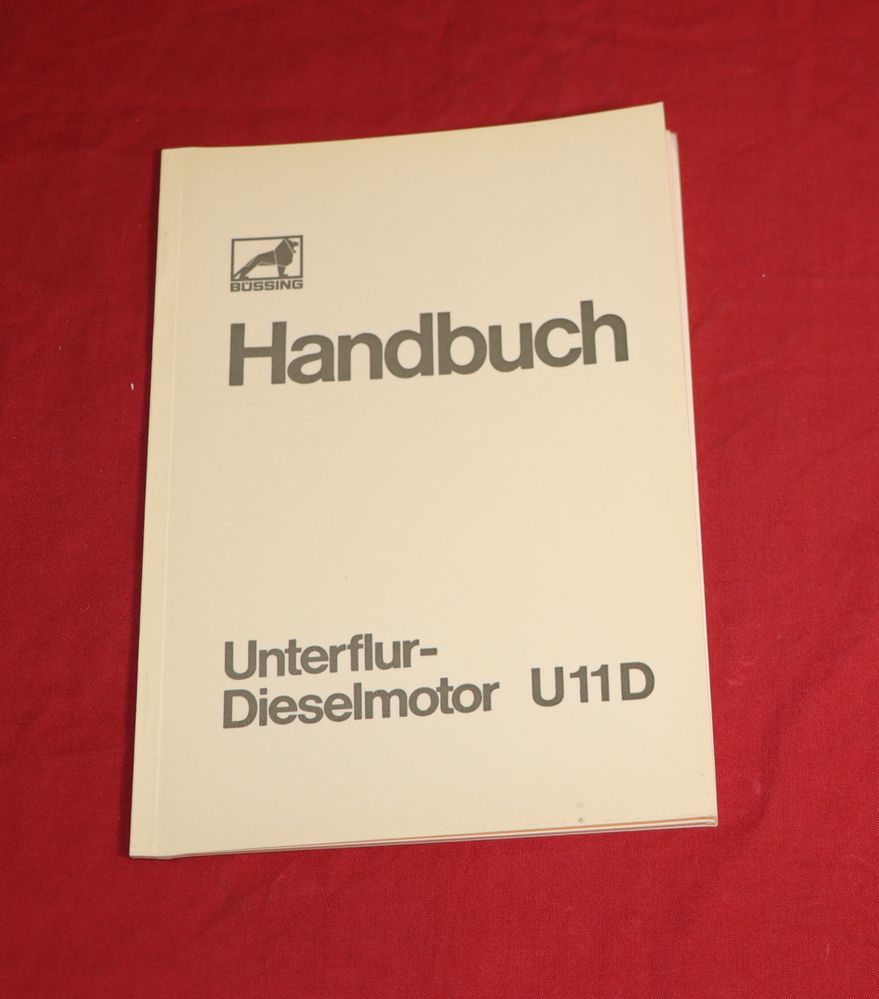 BÜSSING
Handbuch
Unterflur-
Dieselmotor U11D